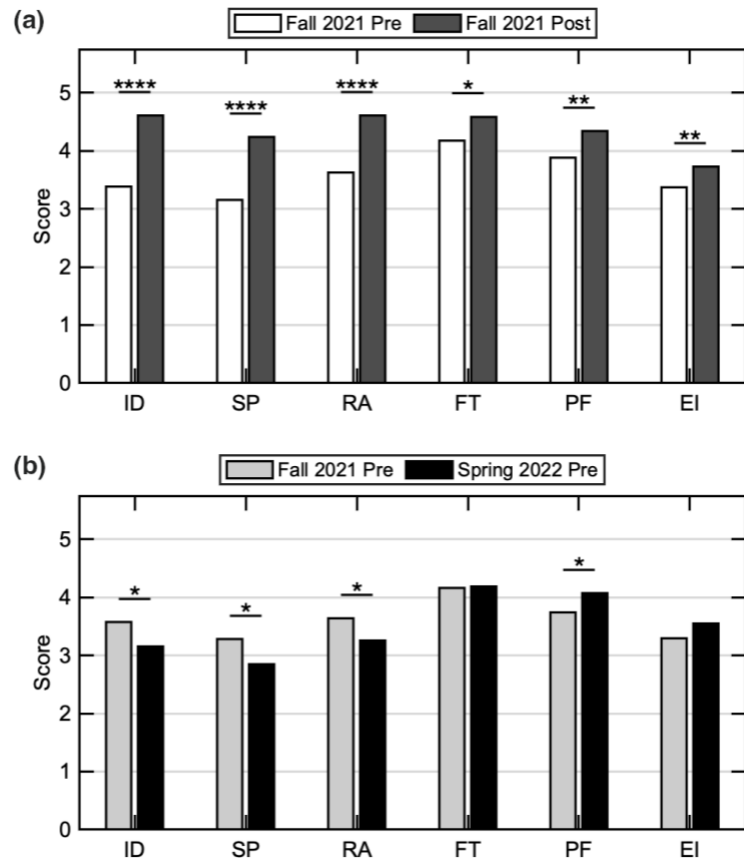 (a)
Fall 2021 Pre Fall 2021 Post
**** **** **** * ** **
5
4
3
2
1
0
Score
ID SP RA FT PF EI
(b)
Fall 2021 Pre Spring 2022 Pre
* * * *
5
4
3
2
1
0
Score
ID SP RA FT PF EI